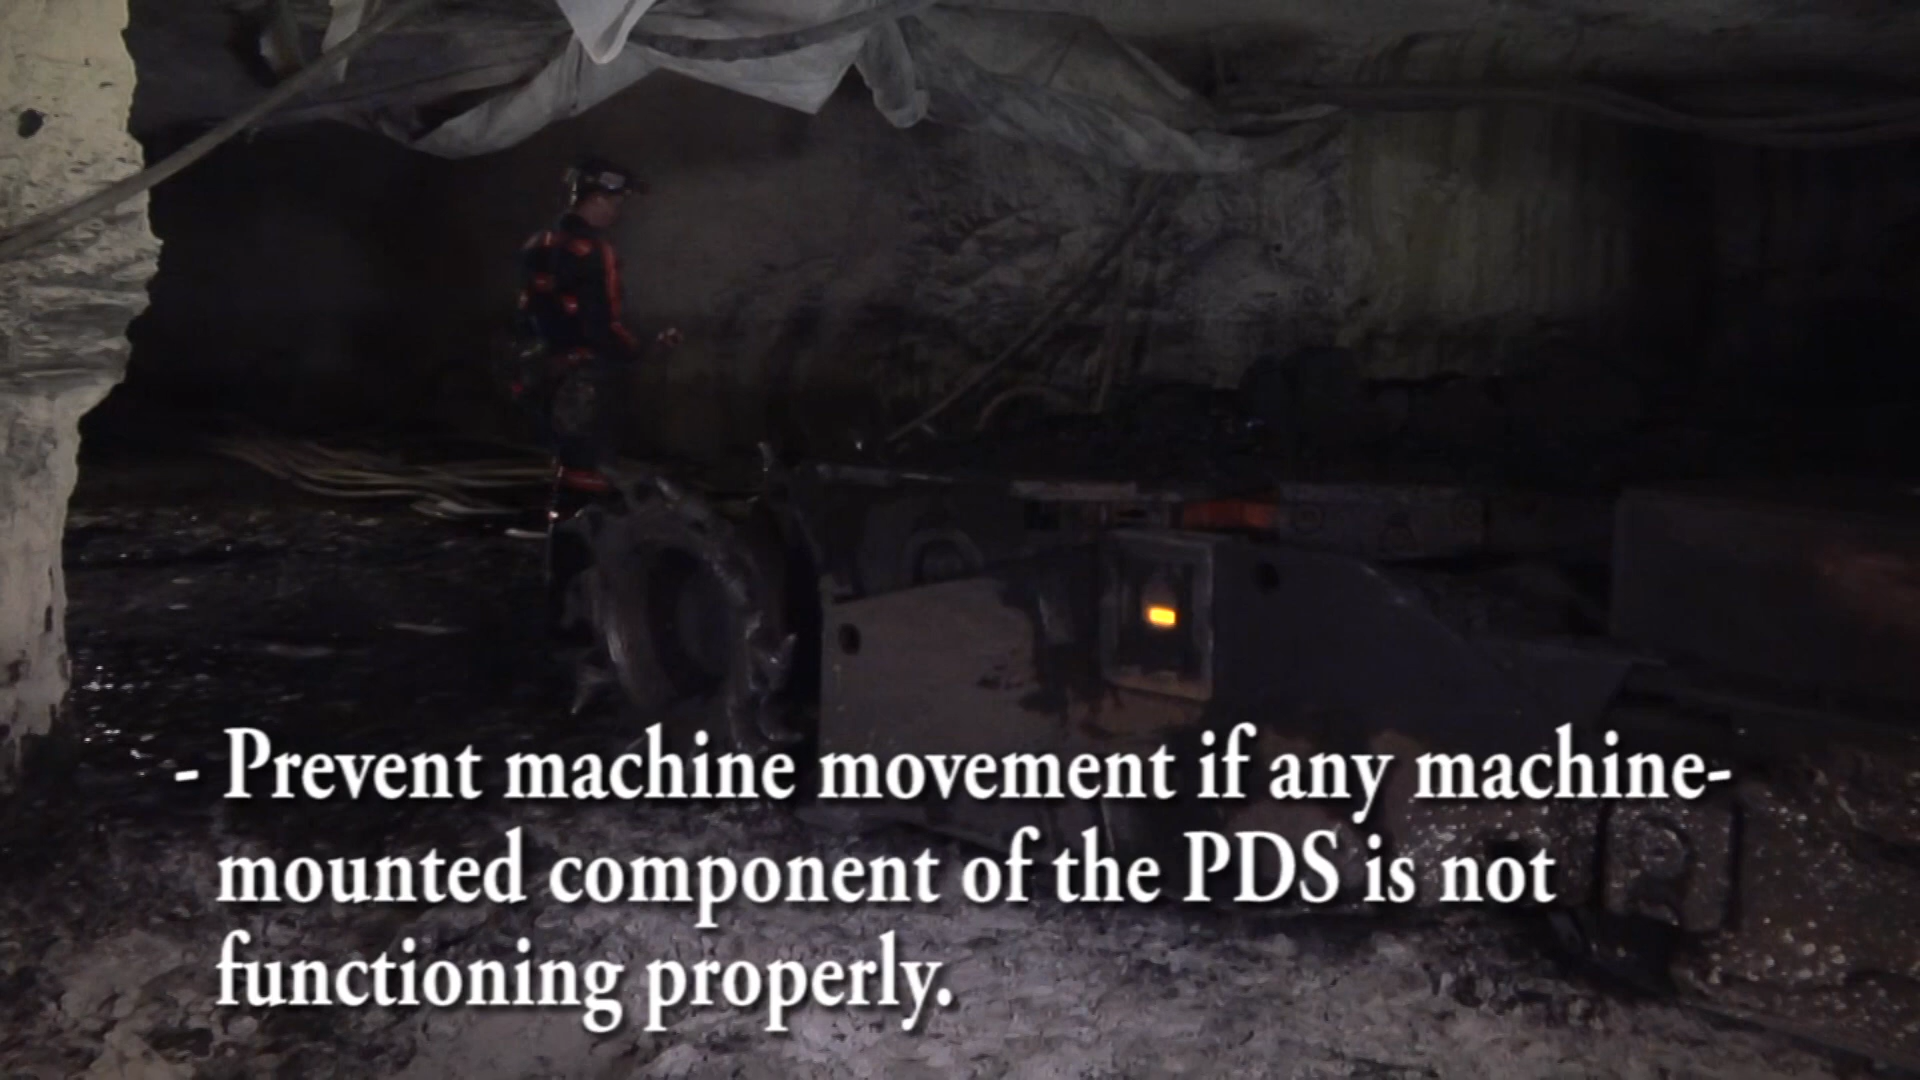 - Prevent machine movement if any machine-
mounted component of the PDS is not
functioning properly.